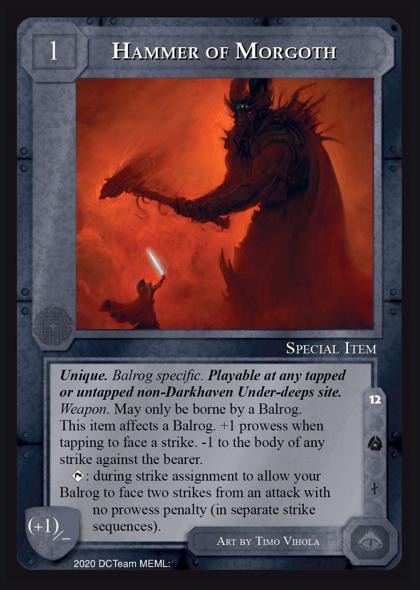 1
HAMMER OF MORGOTH
SPECIAL ITEM
Unique. Balrog specific. Playable at any tapped
or untapped non-Darkhaven Under-deeps site.
Weapon. May only be borne by a Balrog.
This item affects a Balrog. +1 prowess when
tapping to face a strike. -1 to the body of any
strike against the bearer.
: during strike assignment to allow your
Balrog to face two strikes from an attack with
no prowess penalty (in separate strike
sequences).
12
(+1)/–
ART BY TIMO VIHOLA
2020 DCTeam MEML: